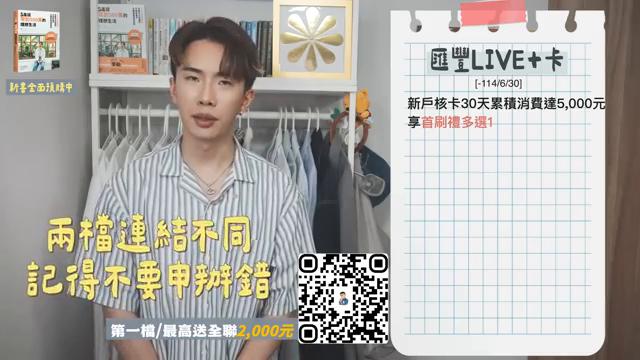 新書全面預購中
匯豐LIVE+卡
[-114/6/30]
新戶核卡30天累積消費達5,000元
享首刷禮多選1
兩檔連結不同
記得不要申辦錯
第一檔/最高送全聯2,000元